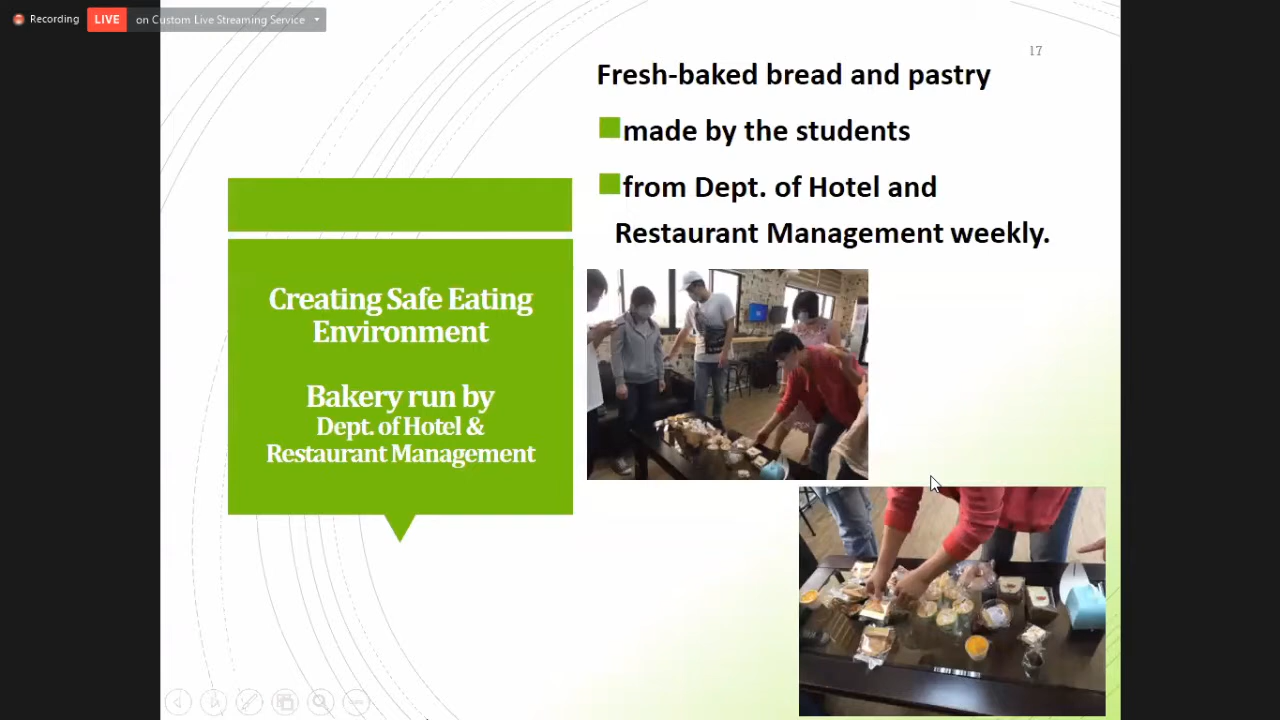 Recording
LIVE on Custom Live Streaming Service
17
Fresh-baked bread and pastry
made by the students
from Dept. of Hotel and
Restaurant Management weekly.
Creating Safe Eating
Environment
Bakery run by
Dept. of Hotel &
Restaurant Management